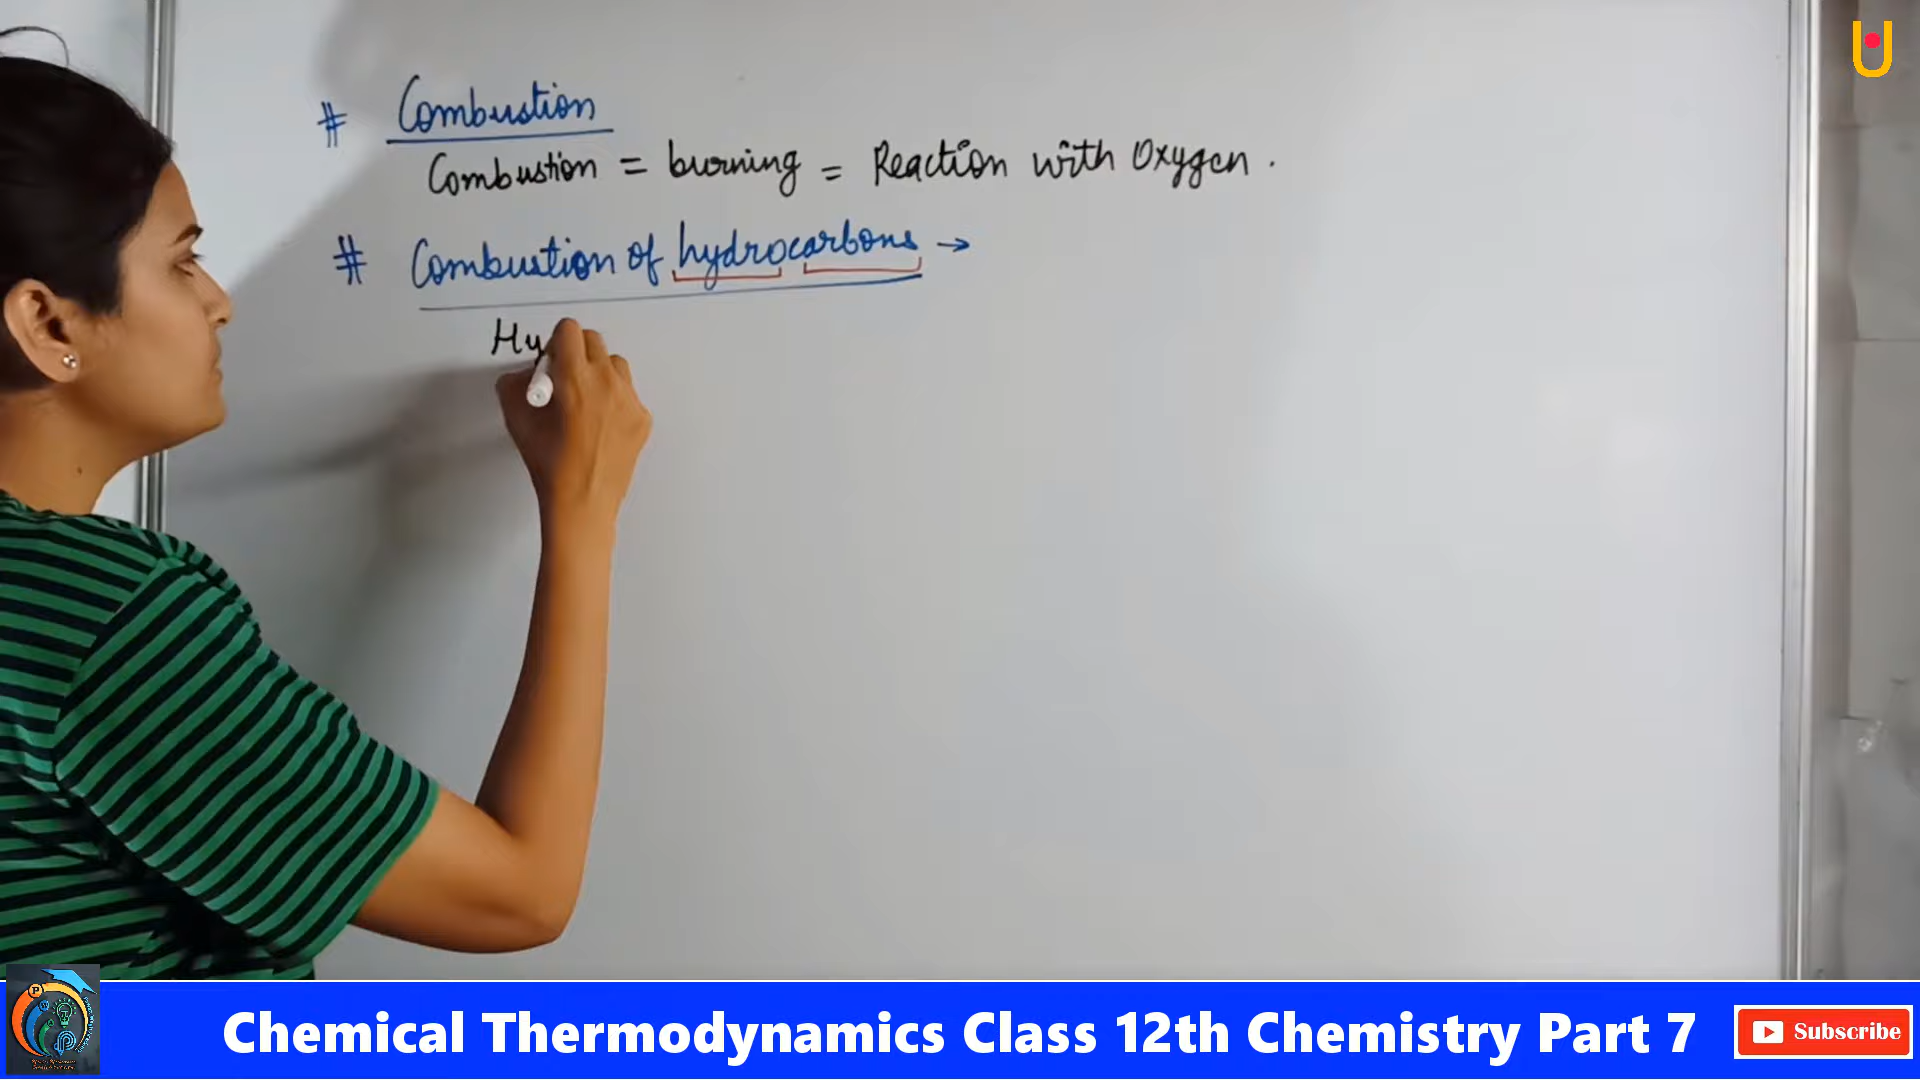 # Combustion
Combustion = burning = Reaction with Oxygen .
# Combustion of hydrocarbons →
Hy
Chemical Thermodynamics Class 12th Chemistry Part 7
Subscribe